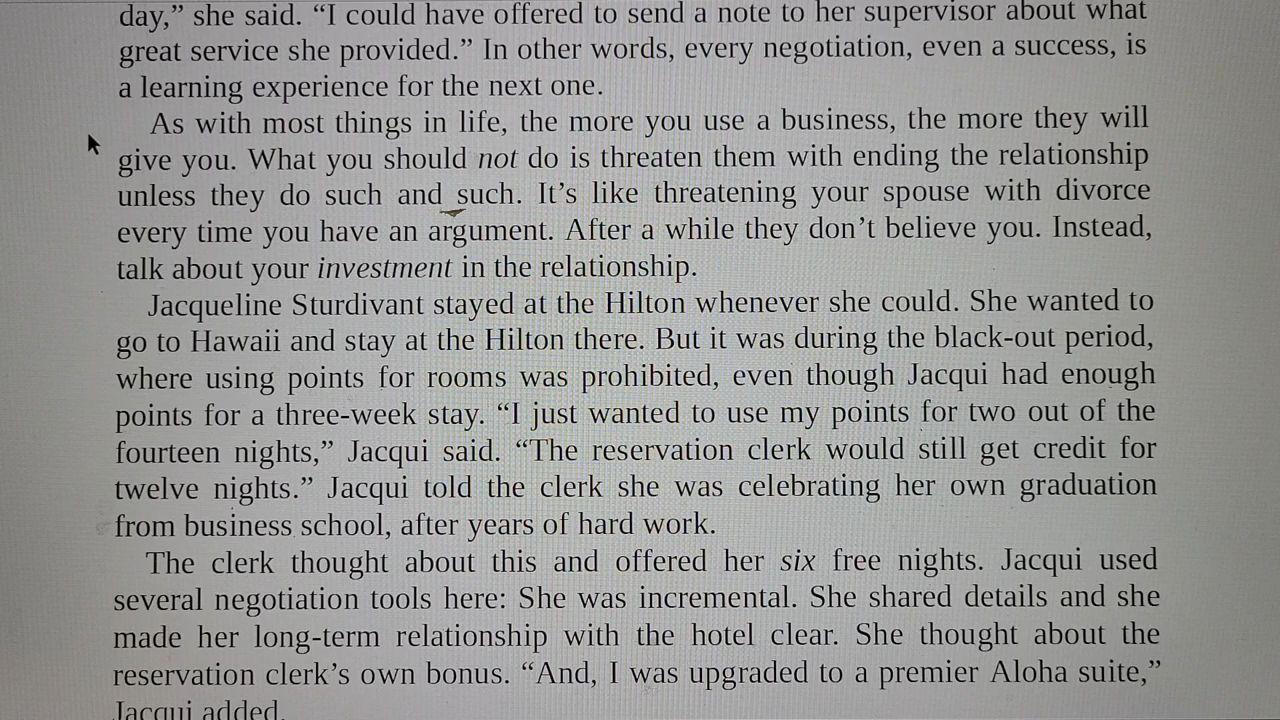 day,” she said. “I could have offered to send a note to her supervisor about what
great service she provided.” In other words, every negotiation, even a success, is
a learning experience for the next one.
As with most things in life, the more you use a business, the more they will
give you. What you should not do is threaten them with ending the relationship
unless they do such and such. It’s like threatening your spouse with divorce
every time you have an argument. After a while they don’t believe you. Instead,
talk about your investment in the relationship.
Jacqueline Sturdivant stayed at the Hilton whenever she could. She wanted to
go to Hawaii and stay at the Hilton there. But it was during the black-out period,
where using points for rooms was prohibited, even though Jacqui had enough
points for a three-week stay. “I just wanted to use my points for two out of the
fourteen nights,” Jacqui said. “The reservation clerk would still get credit for
twelve nights.” Jacqui told the clerk she was celebrating her own graduation
from business school, after years of hard work.
The clerk thought about this and offered her six free nights. Jacqui used
several negotiation tools here: She was incremental. She shared details and she
made her long-term relationship with the hotel clear. She thought about the
reservation clerk’s own bonus. “And, I was upgraded to a premier Aloha suite,”
Jacqui added.